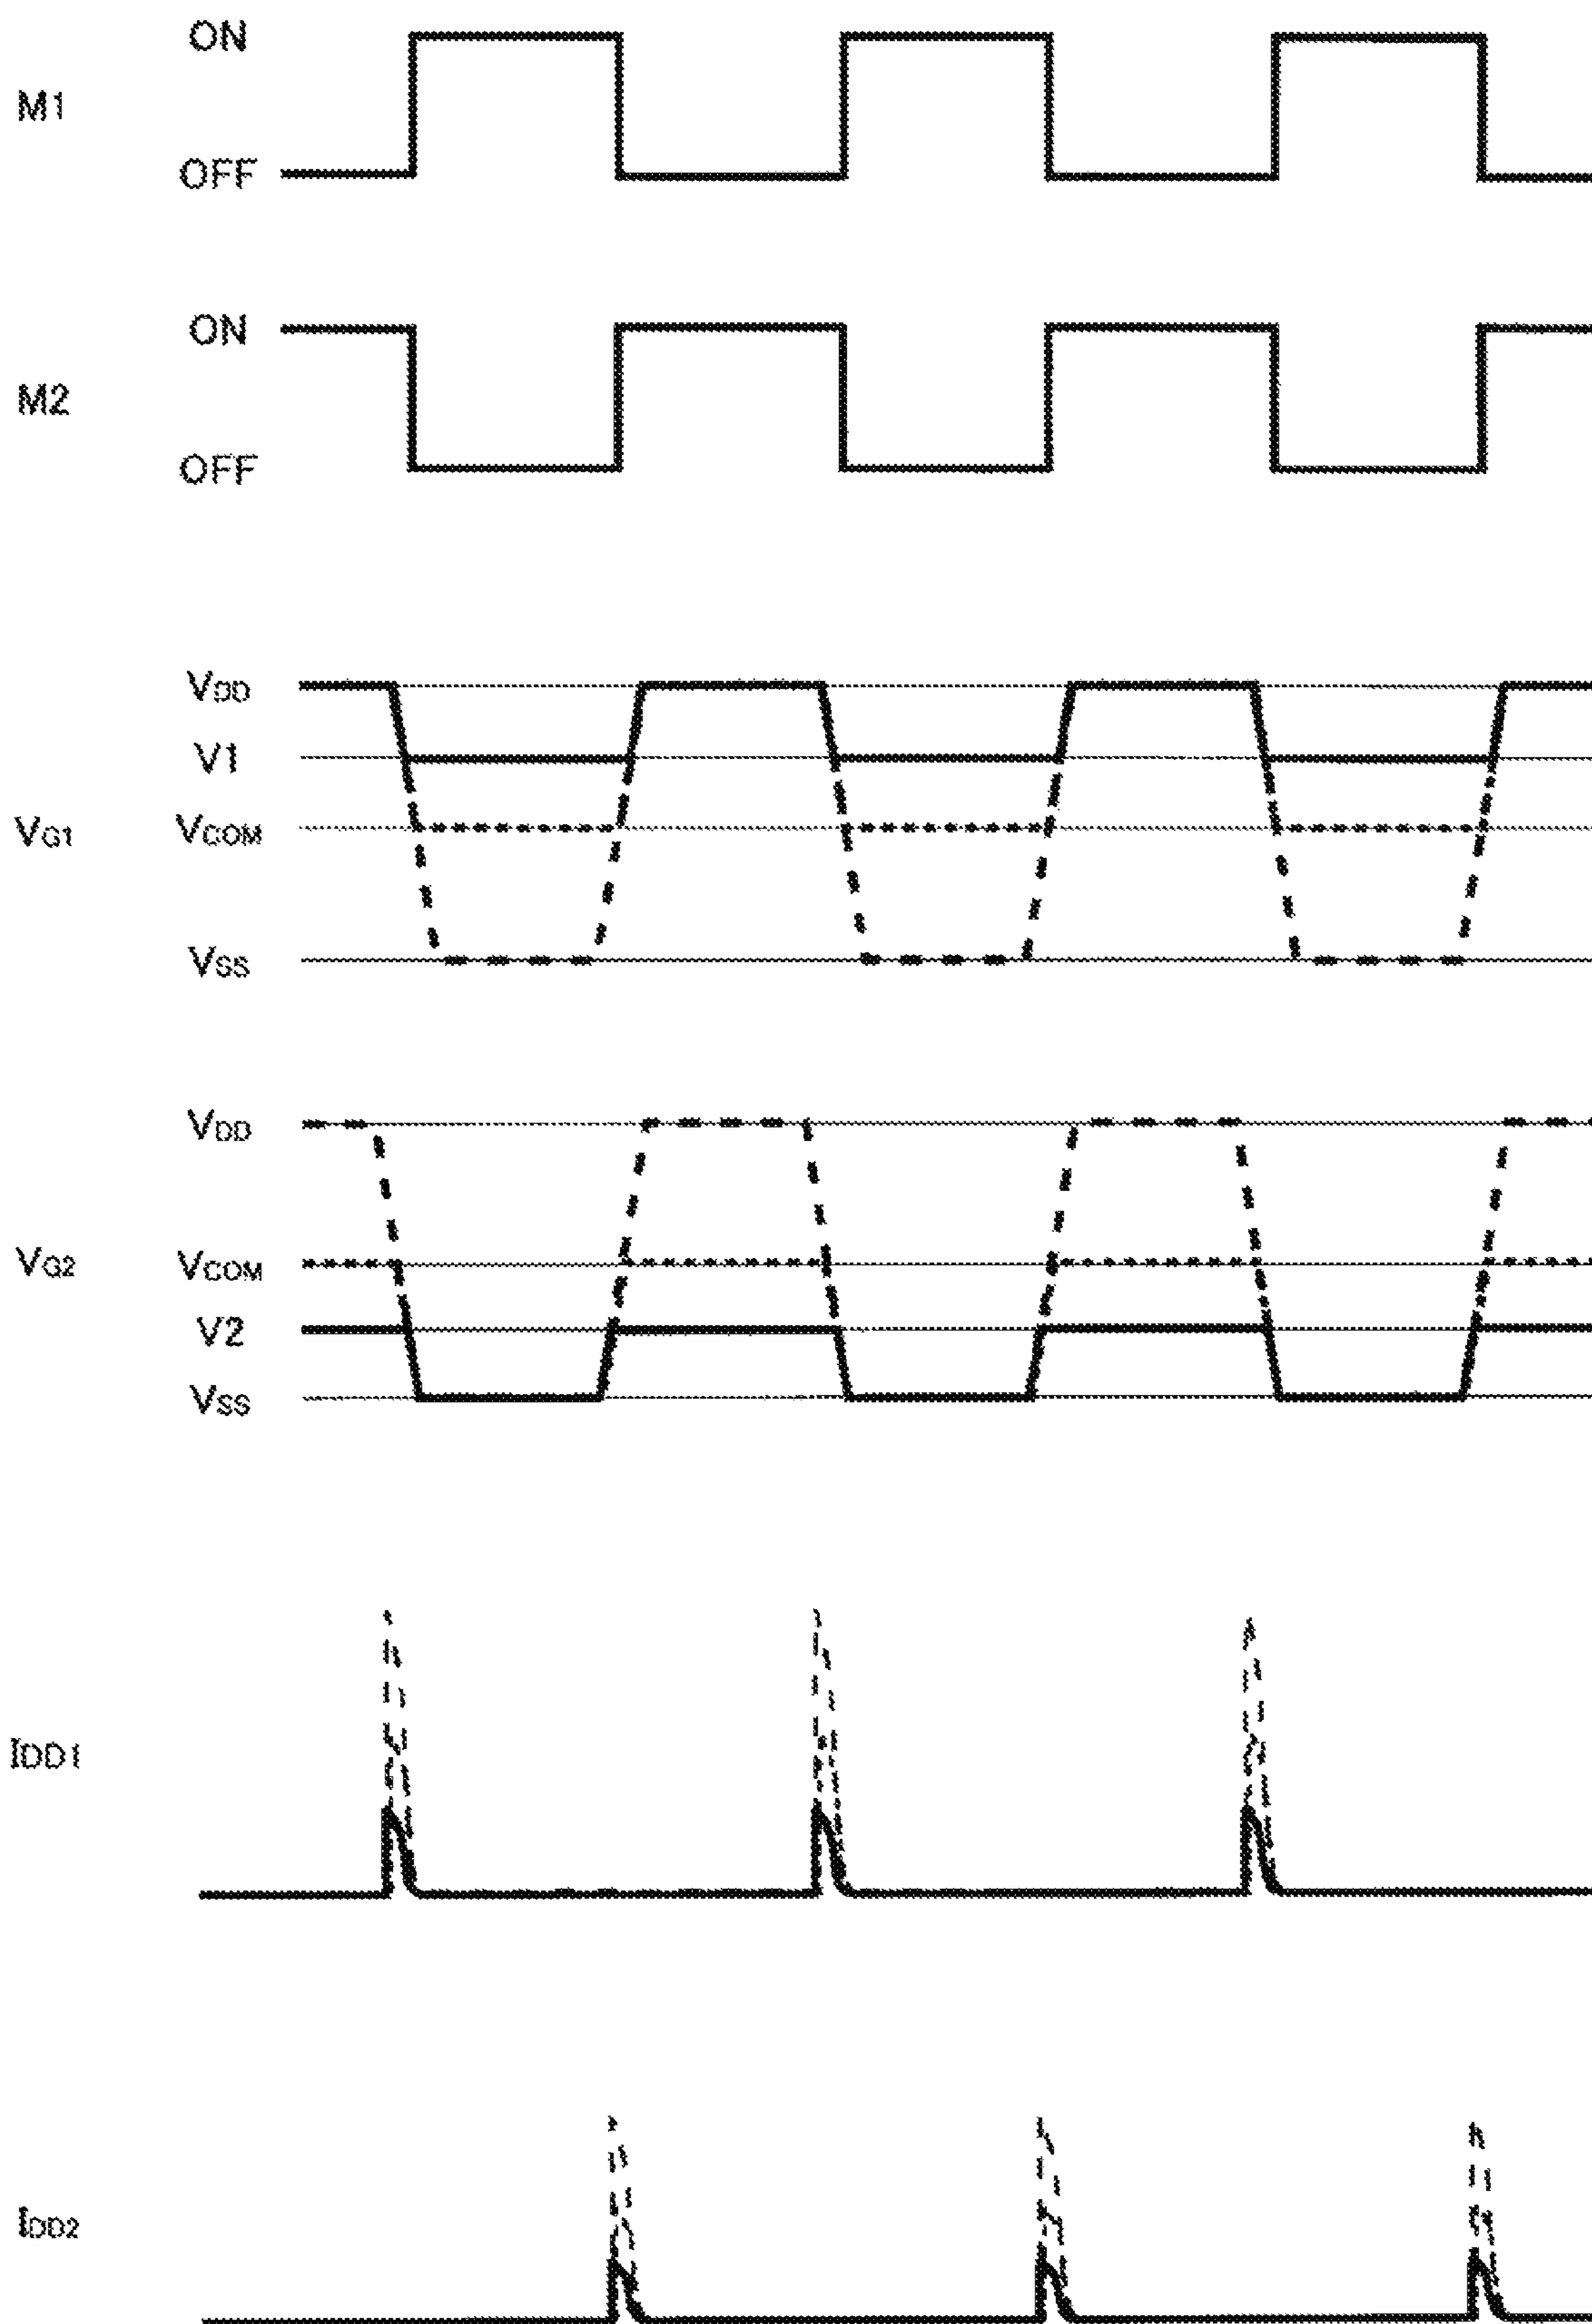 ON
M1
OFF
ON
M2
OFF
VDD
V1
VG1
VCOM
VSS
VDD
VG2
VCOM
V2
VSS
IDD1
IDD2